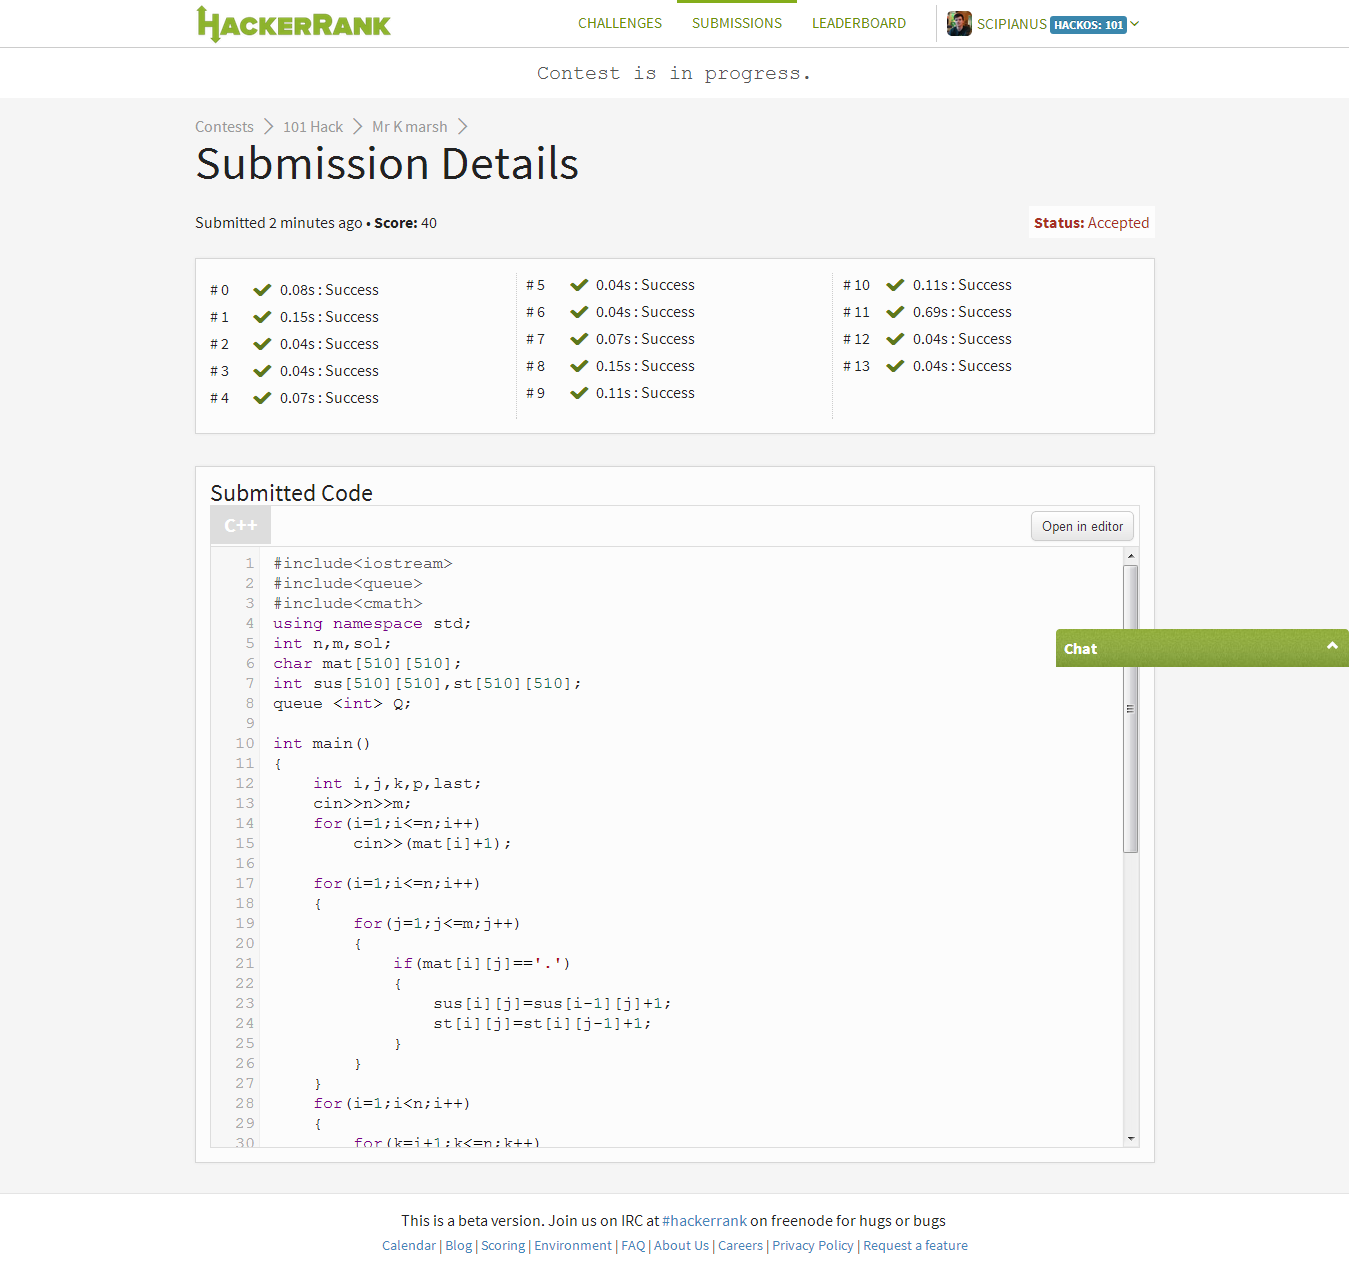 HACKERRANK
CHALLENGES SUBMISSIONS LEADERBOARD SCIPIANUS HACKOS: 101
Contest is in progress.
Contests > 101 Hack > Mr K marsh >
Submission Details
Submitted 2 minutes ago • Score: 40
Status: Accepted
# 0 0.08s : Success
# 1 0.15s : Success
# 2 0.04s : Success
# 3 0.04s : Success
# 4 0.07s : Success
# 5 0.04s : Success
# 6 0.04s : Success
# 7 0.07s : Success
# 8 0.15s : Success
# 9 0.11s : Success
# 10 0.11s : Success
# 11 0.69s : Success
# 12 0.04s : Success
# 13 0.04s : Success
Submitted Code
C++
Open in editor
1 #include<iostream>
2 #include<queue>
3 #include<cmath>
4 using namespace std;
5 int n,m,sol;
6 char mat[510][510];
7 int sus[510][510],st[510][510];
8 queue <int> Q;
9
10 int main()
11 {
12 int i,j,k,p,last;
13 cin>>n>>m;
14 for(i=1;i<=n;i++)
15 cin>>(mat[i]+1);
16
17 for(i=1;i<=n;i++)
18 {
19 for(j=1;j<=m;j++)
20 {
21 if(mat[i][j]=='.')
22 {
23 sus[i][j]=sus[i-1][j]+1;
24 st[i][j]=st[i][j-1]+1;
25 }
26 }
27 }
28 for(i=1;i<n;i++)
29 {
30 for(k=i+1;k<=n;k++)
Chat
This is a beta version. Join us on IRC at #hackerrank on freenode for hugs or bugs
Calendar | Blog | Scoring | Environment | FAQ | About Us | Careers | Privacy Policy | Request a feature